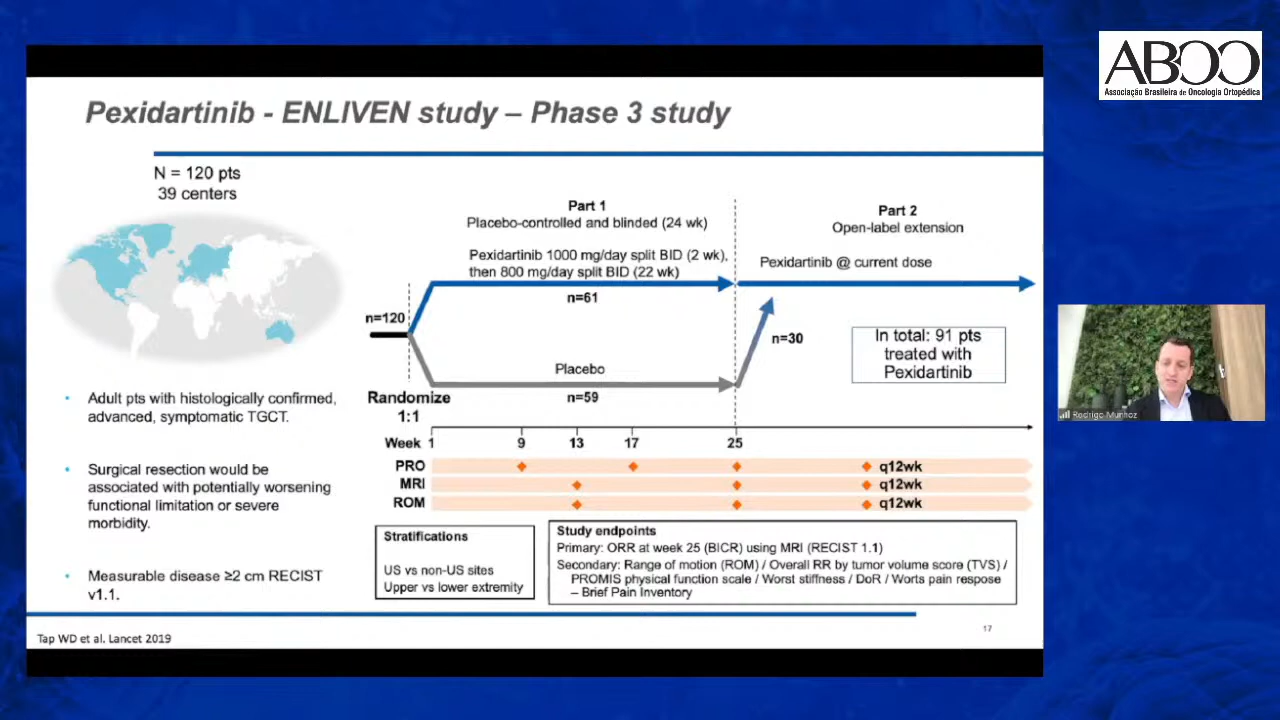 ABOO
Associação Brasileira de Oncologia Ortopédica
Pexidartinib - ENLIVEN study – Phase 3 study
N = 120 pts
39 centers
Part 1
Placebo-controlled and blinded (24 wk)
Part 2
Open-label extension
Pexidartinib 1000 mg/day split BID (2 wk),
then 800 mg/day split BID (22 wk)
Pexidartinib @ current dose
n=61
n=120
n=30
In total: 91 pts
treated with
Pexidartinib
Placebo
n=59
Randomize
1:1
• Adult pts with histologically confirmed,
advanced, symptomatic TGCT.
• Surgical resection would be
associated with potentially worsening
functional limitation or severe
morbidity.
• Measurable disease ≥2 cm RECIST
v1.1.
Week 1 9 13 17 25
PRO q12wk
MRI q12wk
ROM q12wk
Stratifications
US vs non-US sites
Upper vs lower extremity
Study endpoints
Primary: ORR at week 25 (BICR) using MRI (RECIST 1.1)
Secondary: Range of motion (ROM) / Overall RR by tumor volume score (TVS) /
PROMIS physical function scale / Worst stiffness / DoR / Worts pain respose
– Brief Pain Inventory
Tap WD et al. Lancet 2019
17
Rodrigo Munhoz